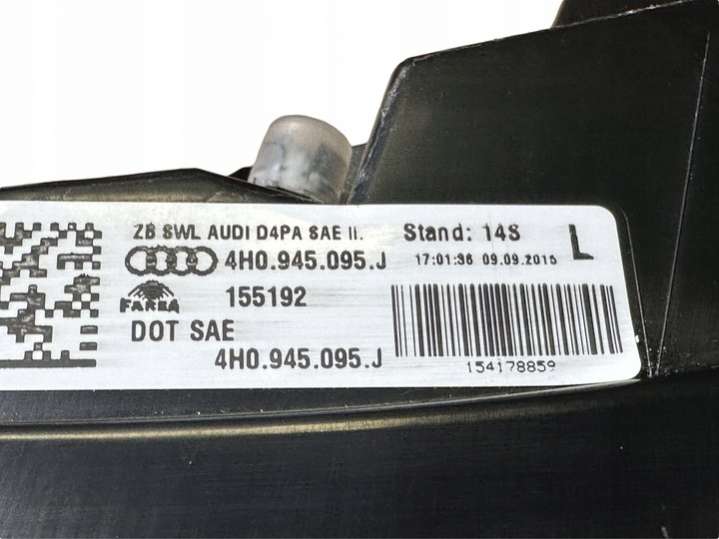 ZB SWL AUDI D4PA SAE II. Stand: 14S
4H0.945.095.J 17:01:36 09.09.2015 L
FARBA 155192
DOT SAE
4H0.945.095.J 154178859